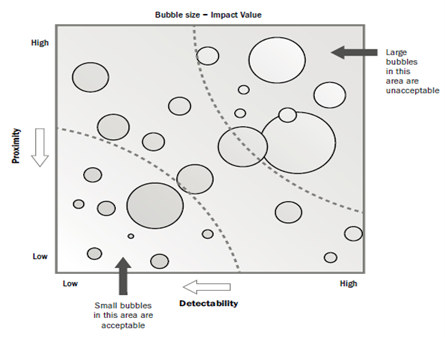 Bubble size – Impact Value
High
Large
bubbles
in this
area are
unacceptable
Proximity
Low
Low
High
Detectability
Small bubbles
in this area are
acceptable